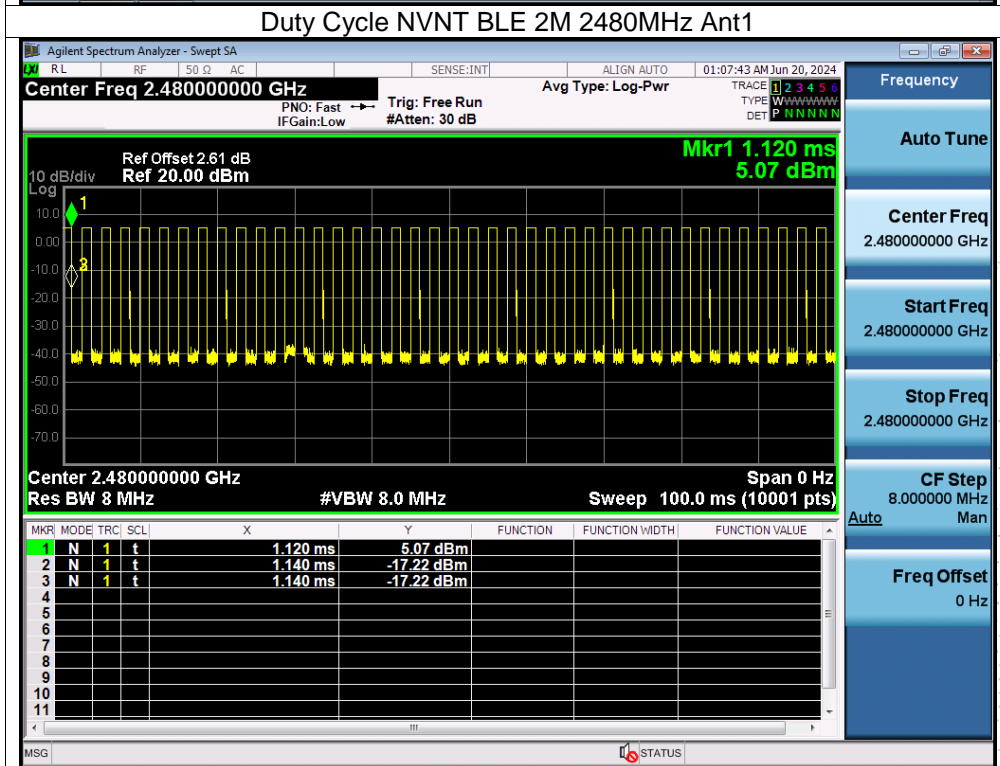 Duty Cycle NVNT BLE 2M 2480MHz Ant1
Agilent Spectrum Analyzer - Swept SA
LXI RL RF 50 Ω AC SENSE:INT ALIGN AUTO 01:07:43 AM Jun 20, 2024
Center Freq 2.480000000 GHz Avg Type: Log-Pwr TRACE 1 2 3 4 5 6
PNO: Fast Trig: Free Run TYPE WWWWWW
IFGain:Low #Atten: 30 dB DET P N N N N N
Mkr1 1.120 ms
5.07 dBm
Ref Offset 2.61 dB
10 dB/div Ref 20.00 dBm
Log
1
10.0
0.00
-10.0
3
-20.0
-30.0
-40.0
-50.0
-60.0
-70.0
Center 2.480000000 GHz Span 0 Hz
Res BW 8 MHz #VBW 8.0 MHz Sweep 100.0 ms (10001 pts)
MKR MODE TRC SCL X Y FUNCTION FUNCTION WIDTH FUNCTION VALUE
1 N 1 t 1.120 ms 5.07 dBm
2 N 1 t 1.140 ms -17.22 dBm
3 N 1 t 1.140 ms -17.22 dBm
4
5
6
7
8
9
10
11
MSG STATUS
Frequency
Auto Tune
Center Freq
2.480000000 GHz
Start Freq
2.480000000 GHz
Stop Freq
2.480000000 GHz
CF Step
8.000000 MHz
Auto Man
Freq Offset
0 Hz